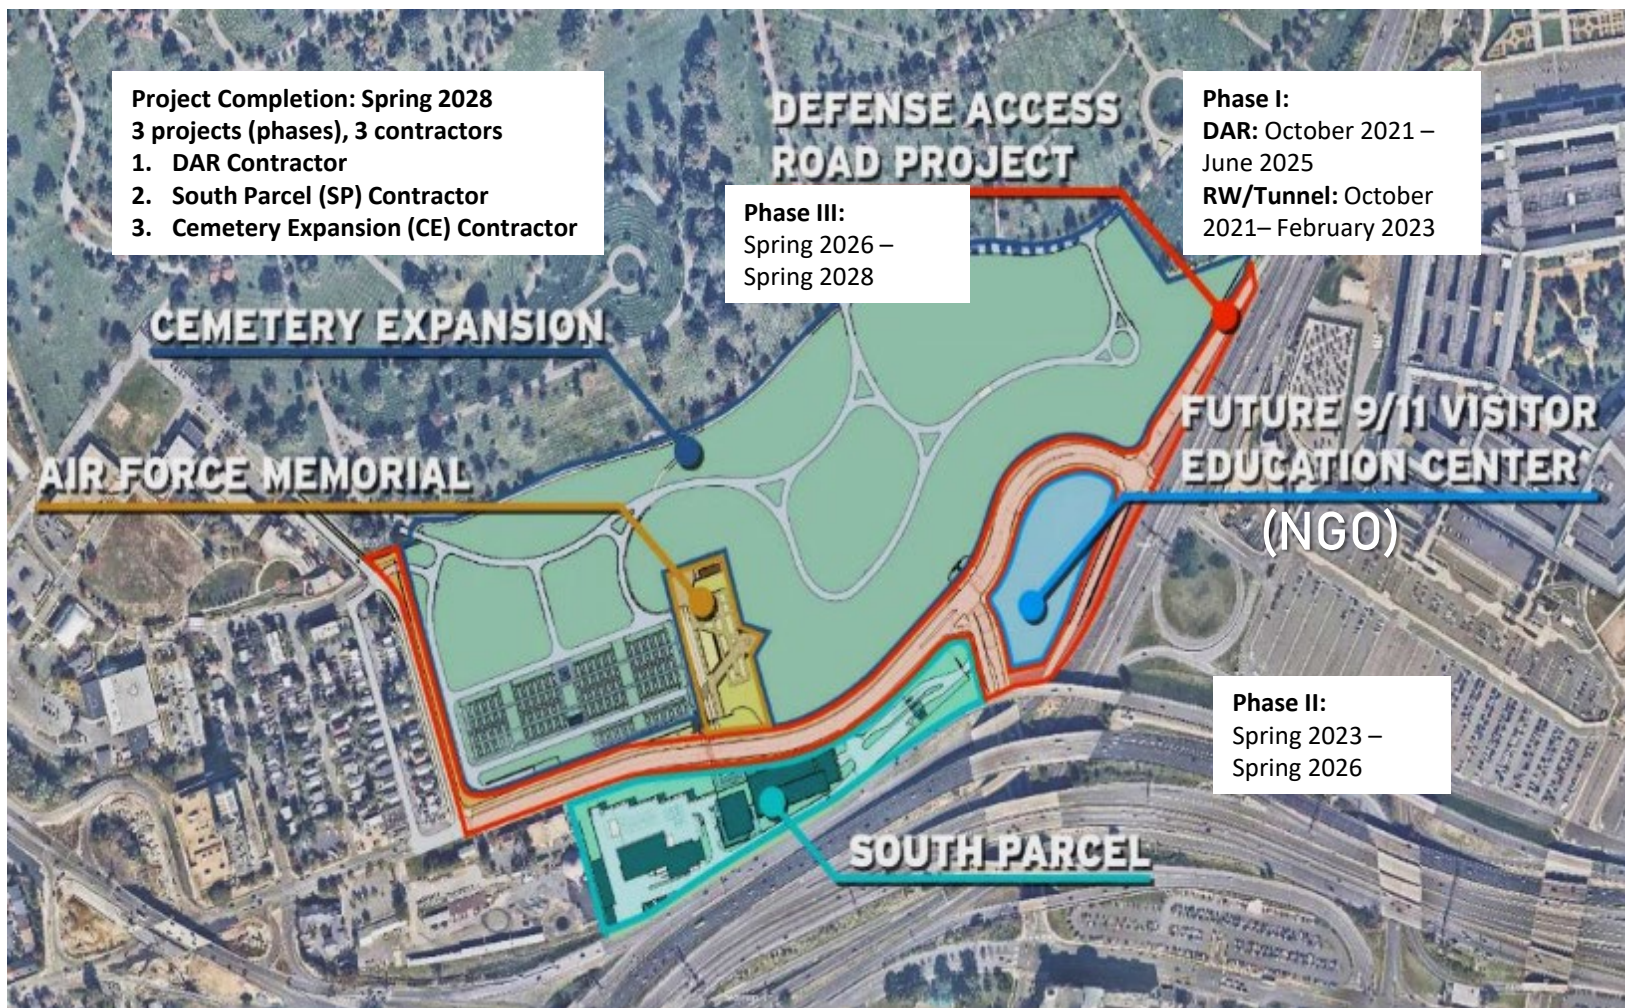 Project Completion: Spring 2028
3 projects (phases), 3 contractors
1. DAR Contractor
2. South Parcel (SP) Contractor
3. Cemetery Expansion (CE) Contractor
DEFENSE ACCESS
ROAD PROJECT
Phase I:
DAR: October 2021 –
June 2025
RW/Tunnel: October
2021– February 2023
Phase III:
Spring 2026 –
Spring 2028
CEMETERY EXPANSION
FUTURE 9/11 VISITOR
EDUCATION CENTER
(NGO)
AIR FORCE MEMORIAL
Phase II:
Spring 2023 –
Spring 2026
SOUTH PARCEL